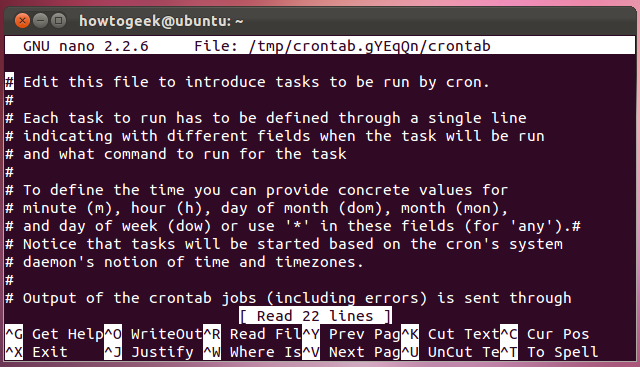 howtogeek@ubuntu: ~
GNU nano 2.2.6 File: /tmp/crontab.gYEqQn/crontab
# Edit this file to introduce tasks to be run by cron.
#
# Each task to run has to be defined through a single line
# indicating with different fields when the task will be run
# and what command to run for the task
#
# To define the time you can provide concrete values for
# minute (m), hour (h), day of month (dom), month (mon),
# and day of week (dow) or use '*' in these fields (for 'any').#
# Notice that tasks will be started based on the cron's system
# daemon's notion of time and timezones.
#
# Output of the crontab jobs (including errors) is sent through
[ Read 22 lines ]
^G Get Help^O WriteOut^R Read Fil^Y Prev Pag^K Cut Text^C Cur Pos
^X Exit ^J Justify ^W Where Is^V Next Pag^U UnCut Te^T To Spell